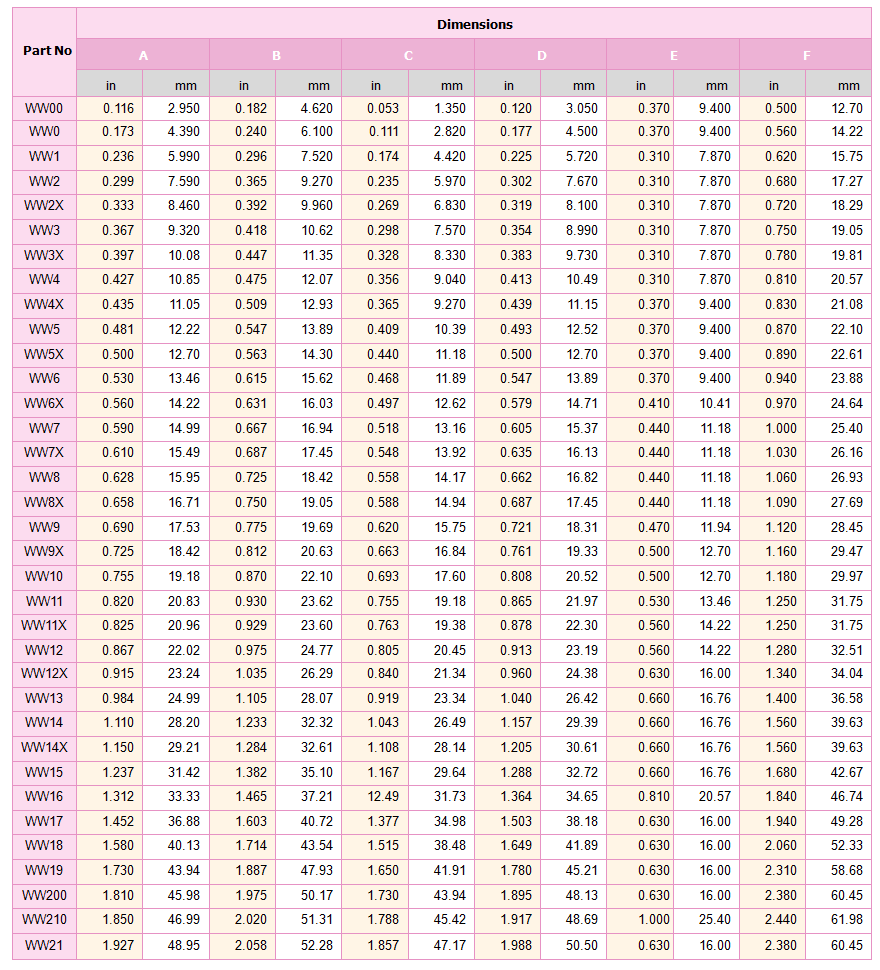 Dimensions
Part No
A B C D E F
in mm in mm in mm in mm in mm in mm
WW00 0.116 2.950 0.182 4.620 0.053 1.350 0.120 3.050 0.370 9.400 0.500 12.70
WW0 0.173 4.390 0.240 6.100 0.111 2.820 0.177 4.500 0.370 9.400 0.560 14.22
WW1 0.236 5.990 0.296 7.520 0.174 4.420 0.225 5.720 0.310 7.870 0.620 15.75
WW2 0.299 7.590 0.365 9.270 0.235 5.970 0.302 7.670 0.310 7.870 0.680 17.27
WW2X 0.333 8.460 0.392 9.960 0.269 6.830 0.319 8.100 0.310 7.870 0.720 18.29
WW3 0.367 9.320 0.418 10.62 0.298 7.570 0.354 8.990 0.310 7.870 0.750 19.05
WW3X 0.397 10.08 0.447 11.35 0.328 8.330 0.383 9.730 0.310 7.870 0.780 19.81
WW4 0.427 10.85 0.475 12.07 0.356 9.040 0.413 10.49 0.310 7.870 0.810 20.57
WW4X 0.435 11.05 0.509 12.93 0.365 9.270 0.439 11.15 0.370 9.400 0.830 21.08
WW5 0.481 12.22 0.547 13.89 0.409 10.39 0.493 12.52 0.370 9.400 0.870 22.10
WW5X 0.500 12.70 0.563 14.30 0.440 11.18 0.500 12.70 0.370 9.400 0.890 22.61
WW6 0.530 13.46 0.615 15.62 0.468 11.89 0.547 13.89 0.370 9.400 0.940 23.88
WW6X 0.560 14.22 0.631 16.03 0.497 12.62 0.579 14.71 0.410 10.41 0.970 24.64
WW7 0.590 14.99 0.667 16.94 0.518 13.16 0.605 15.37 0.440 11.18 1.000 25.40
WW7X 0.610 15.49 0.687 17.45 0.548 13.92 0.635 16.13 0.440 11.18 1.030 26.16
WW8 0.628 15.95 0.725 18.42 0.558 14.17 0.662 16.82 0.440 11.18 1.060 26.93
WW8X 0.658 16.71 0.750 19.05 0.588 14.94 0.687 17.45 0.440 11.18 1.090 27.69
WW9 0.690 17.53 0.775 19.69 0.620 15.75 0.721 18.31 0.470 11.94 1.120 28.45
WW9X 0.725 18.42 0.812 20.63 0.663 16.84 0.761 19.33 0.500 12.70 1.160 29.47
WW10 0.755 19.18 0.870 22.10 0.693 17.60 0.808 20.52 0.500 12.70 1.180 29.97
WW11 0.820 20.83 0.930 23.62 0.755 19.18 0.865 21.97 0.530 13.46 1.250 31.75
WW11X 0.825 20.96 0.929 23.60 0.763 19.38 0.878 22.30 0.560 14.22 1.250 31.75
WW12 0.867 22.02 0.975 24.77 0.805 20.45 0.913 23.19 0.560 14.22 1.280 32.51
WW12X 0.915 23.24 1.035 26.29 0.840 21.34 0.960 24.38 0.630 16.00 1.340 34.04
WW13 0.984 24.99 1.105 28.07 0.919 23.34 1.040 26.42 0.660 16.76 1.400 36.58
WW14 1.110 28.20 1.233 32.32 1.043 26.49 1.157 29.39 0.660 16.76 1.560 39.63
WW14X 1.150 29.21 1.284 32.61 1.108 28.14 1.205 30.61 0.660 16.76 1.560 39.63
WW15 1.237 31.42 1.382 35.10 1.167 29.64 1.288 32.72 0.660 16.76 1.680 42.67
WW16 1.312 33.33 1.465 37.21 12.49 31.73 1.364 34.65 0.810 20.57 1.840 46.74
WW17 1.452 36.88 1.603 40.72 1.377 34.98 1.503 38.18 0.630 16.00 1.940 49.28
WW18 1.580 40.13 1.714 43.54 1.515 38.48 1.649 41.89 0.630 16.00 2.060 52.33
WW19 1.730 43.94 1.887 47.93 1.650 41.91 1.780 45.21 0.630 16.00 2.310 58.68
WW200 1.810 45.98 1.975 50.17 1.730 43.94 1.895 48.13 0.630 16.00 2.380 60.45
WW210 1.850 46.99 2.020 51.31 1.788 45.42 1.917 48.69 1.000 25.40 2.440 61.98
WW21 1.927 48.95 2.058 52.28 1.857 47.17 1.988 50.50 0.630 16.00 2.380 60.45